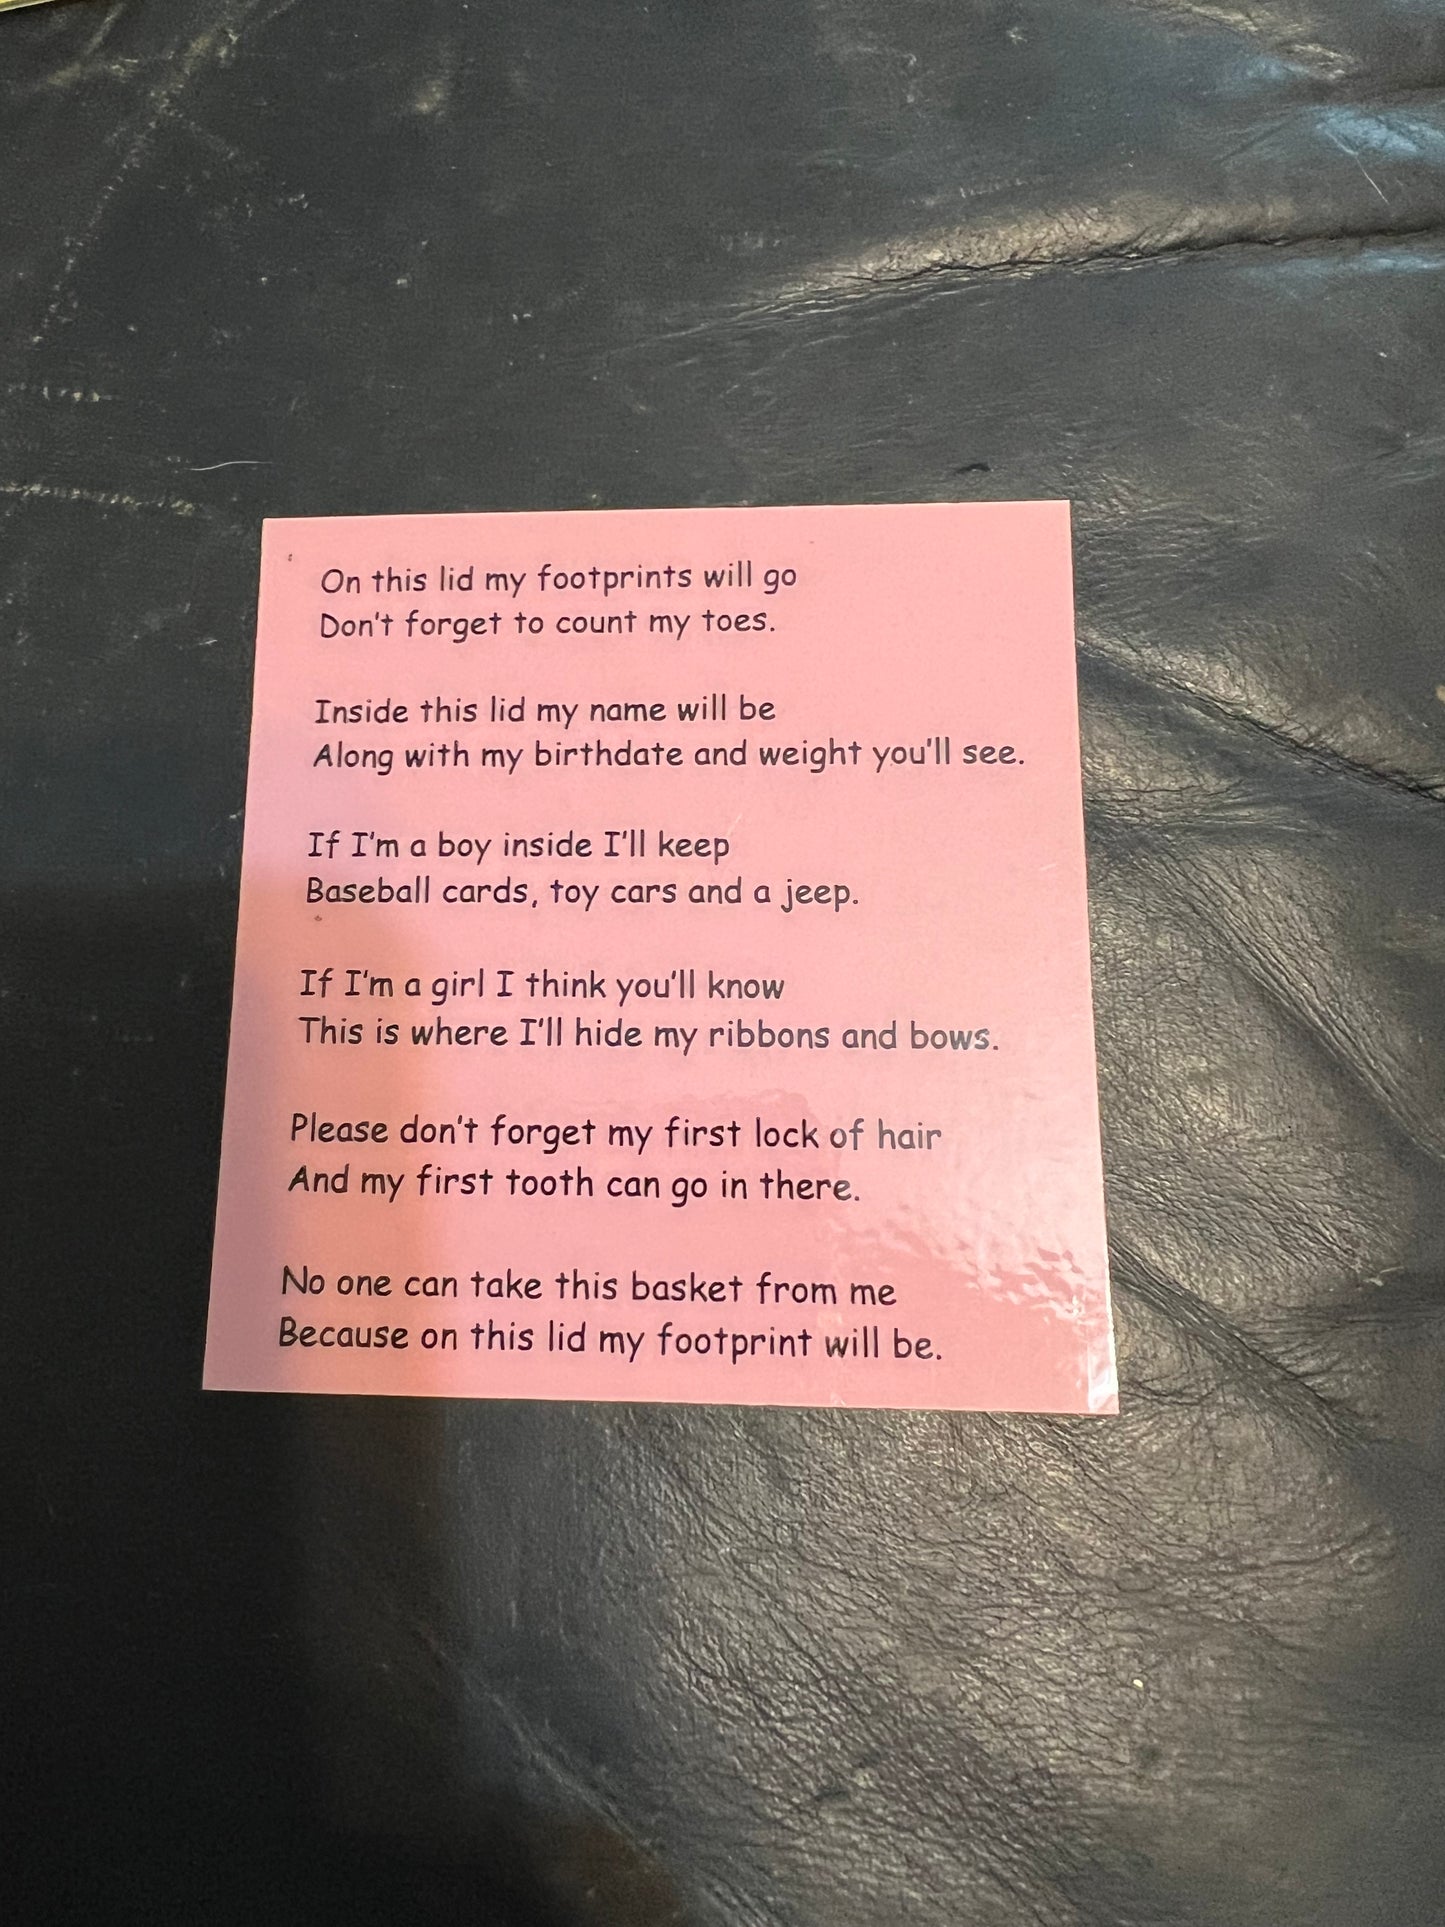 On this lid my footprints will go
Don't forget to count my toes.
Inside this lid my name will be
Along with my birthdate and weight you'll see.
If I'm a boy inside I'll keep
Baseball cards, toy cars and a jeep.
If I'm a girl I think you'll know
This is where I'll hide my ribbons and bows.
Please don't forget my first lock of hair
And my first tooth can go in there.
No one can take this basket from me
Because on this lid my footprint will be.